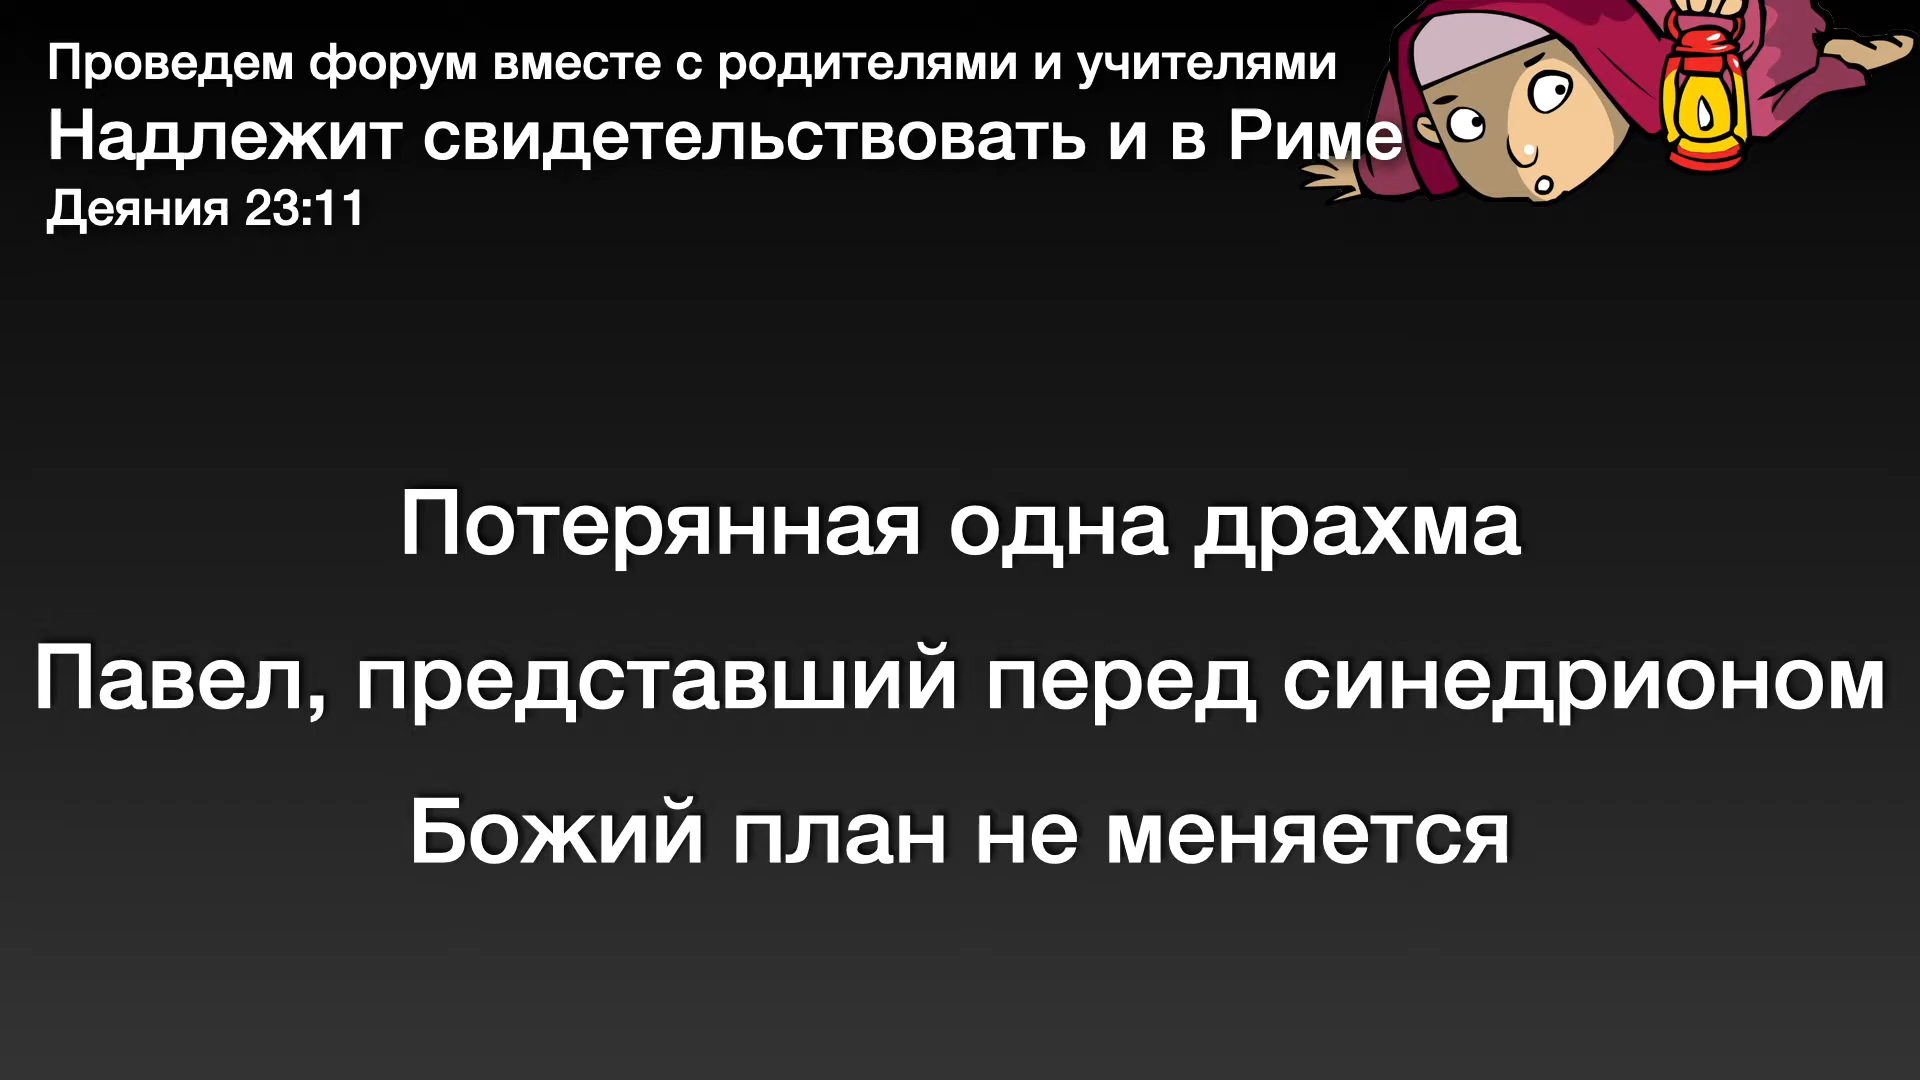 Проведем форум вместе с родителями и учителями
Надлежит свидетельствовать и в Риме
Деяния 23:11
Потерянная одна драхма
Павел, представший перед синедрионом
Божий план не меняется